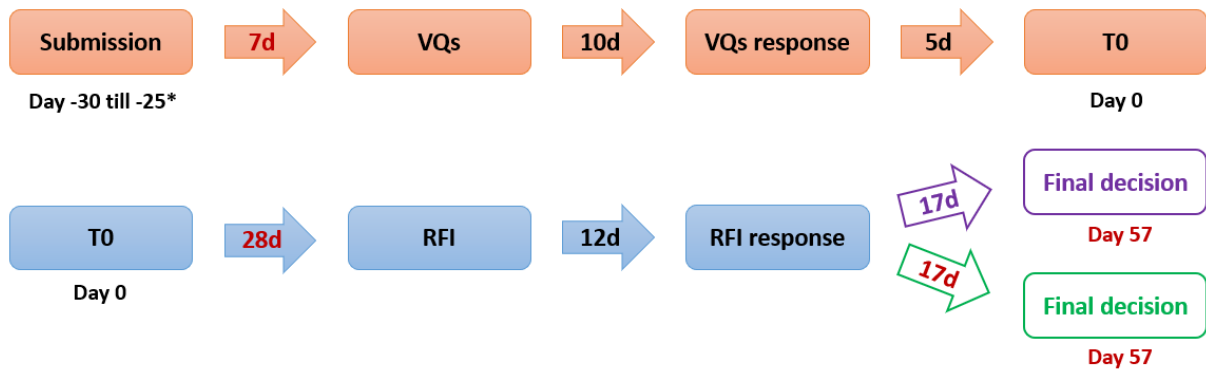 Submission 7d VQs 10d VQs response 5d T0
Day -30 till -25* Day 0
17d Final decision
Day 57
T0 28d RFI 12d RFI response
Day 0
17d Final decision
Day 57